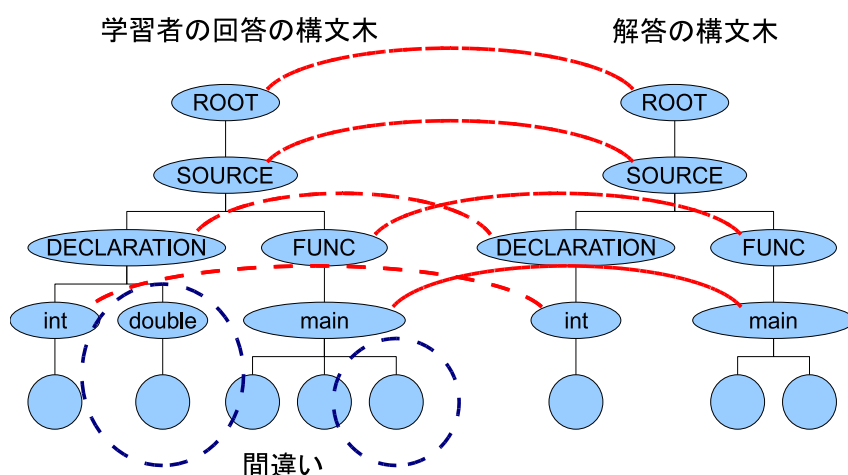 学習者の回答の構文木
解答の構文木
ROOT
ROOT
SOURCE
SOURCE
DECLARATION
FUNC
DECLARATION
FUNC
int
double
main
int
main
間違い